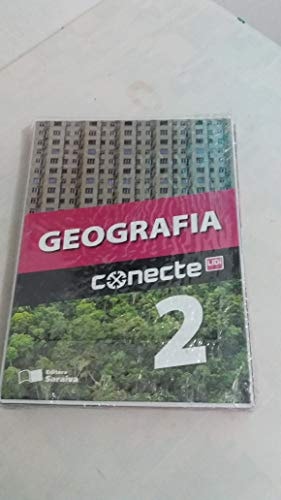 GEOGRAFIA
conecte LIDI
2
Editora
Saraiva